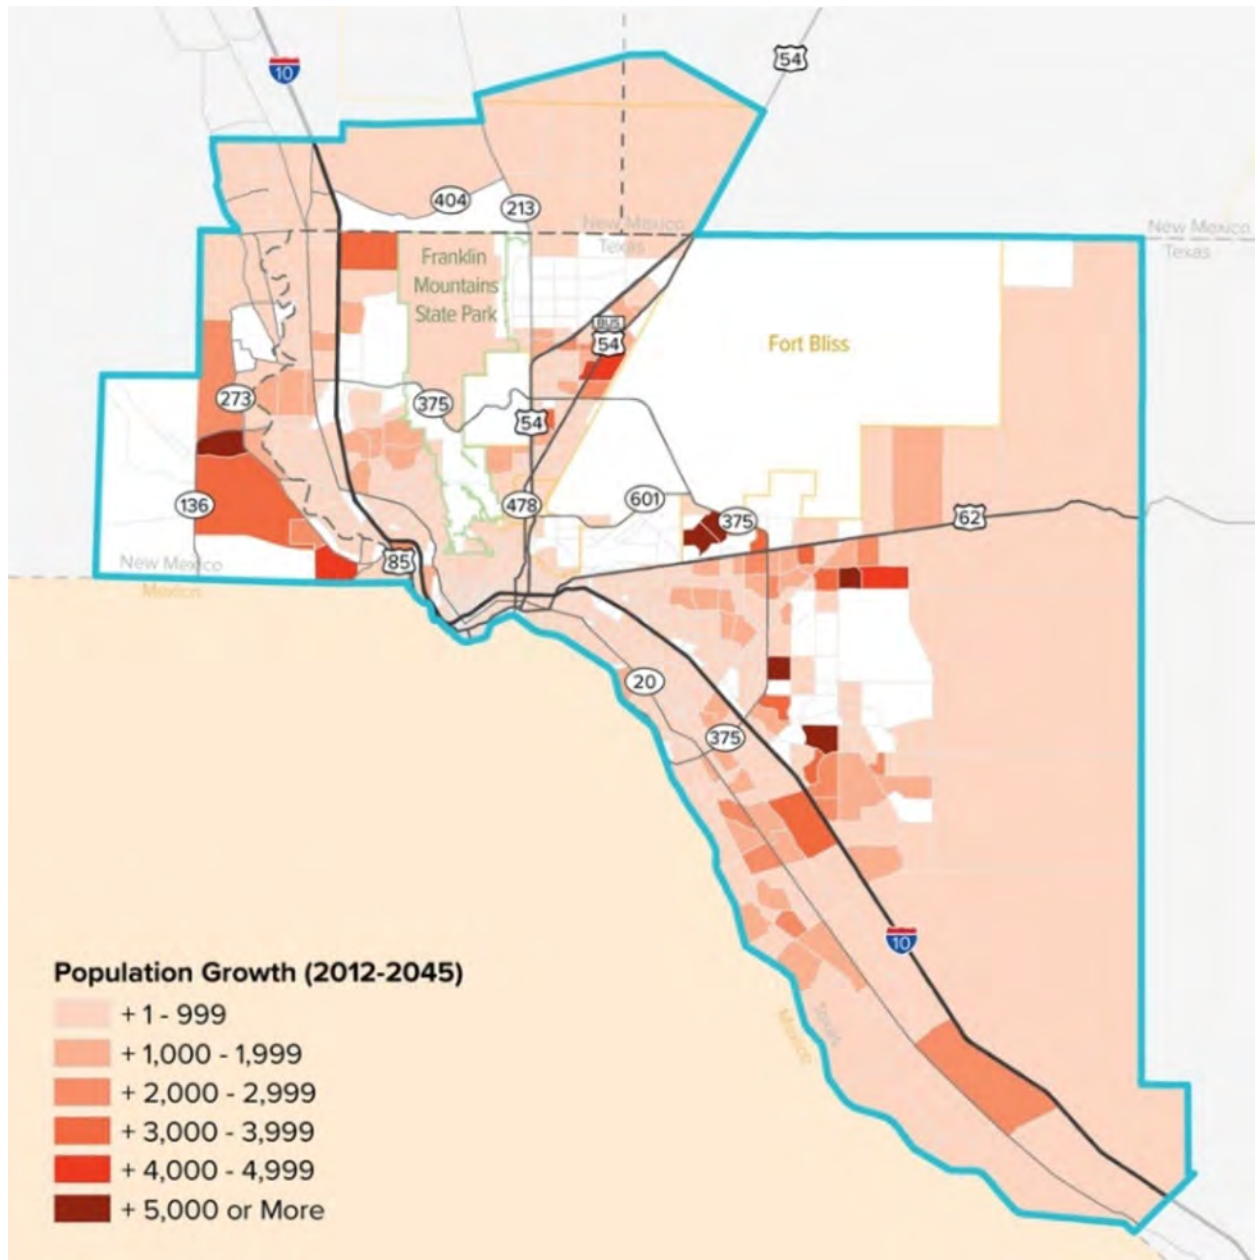 54
10
404
213
New Mexico
Texas
New Mexico
Texas
Franklin
Mountains
State Park
BUS
54
Fort Bliss
273
375
54
136
478
601
375
62
85
New Mexico
Mexico
20
375
10
Texas
Mexico
Population Growth (2012-2045)
+ 1 - 999
+ 1,000 - 1,999
+ 2,000 - 2,999
+ 3,000 - 3,999
+ 4,000 - 4,999
+ 5,000 or More